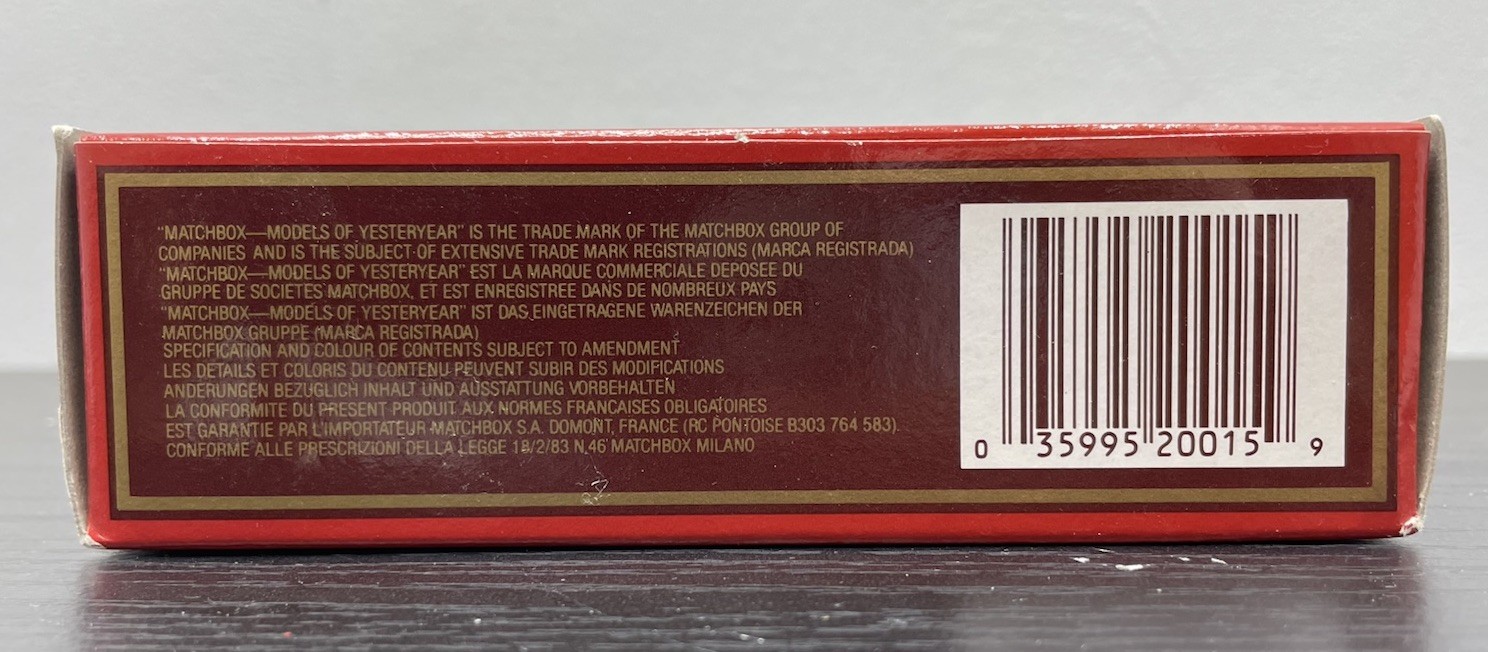 “MATCHBOX—MODELS OF YESTERYEAR” IS THE TRADE MARK OF THE MATCHBOX GROUP OF
COMPANIES AND IS THE SUBJECT OF EXTENSIVE TRADE MARK REGISTRATIONS (MARCA REGISTRADA)
“MATCHBOX—MODELS OF YESTERYEAR” EST LA MARQUE COMMERCIALE DEPOSEE DU
GRUPPE DE SOCIETES MATCHBOX, ET EST ENREGISTREE DANS DE NOMBREUX PAYS
“MATCHBOX—MODELS OF YESTERYEAR” IST DAS EINGETRAGENE WARENZEICHEN DER
MATCHBOX GRUPPE (MARCA REGISTRADA)
SPECIFICATION AND COLOUR OF CONTENTS SUBJECT TO AMENDMENT
LES DETAILS ET COLORIS DU CONTENU PEUVENT SUBIR DES MODIFICATIONS
ANDERUNGEN BEZUGLICH INHALT UND AUSSTATTUNG VORBEHALTEN
LA CONFORMITE DU PRESENT PRODUIT AUX NORMES FRANCAISES OBLIGATOIRES
EST GARANTIE PAR L'IMPORTATEUR MATCHBOX S.A. DOMONT, FRANCE (RC PONTOISE B303 764 583).
CONFORME ALLE PRESCRIZIONI DELLA LEGGE 18/2/83 N.46 MATCHBOX MILANO
0 35995 20015 9